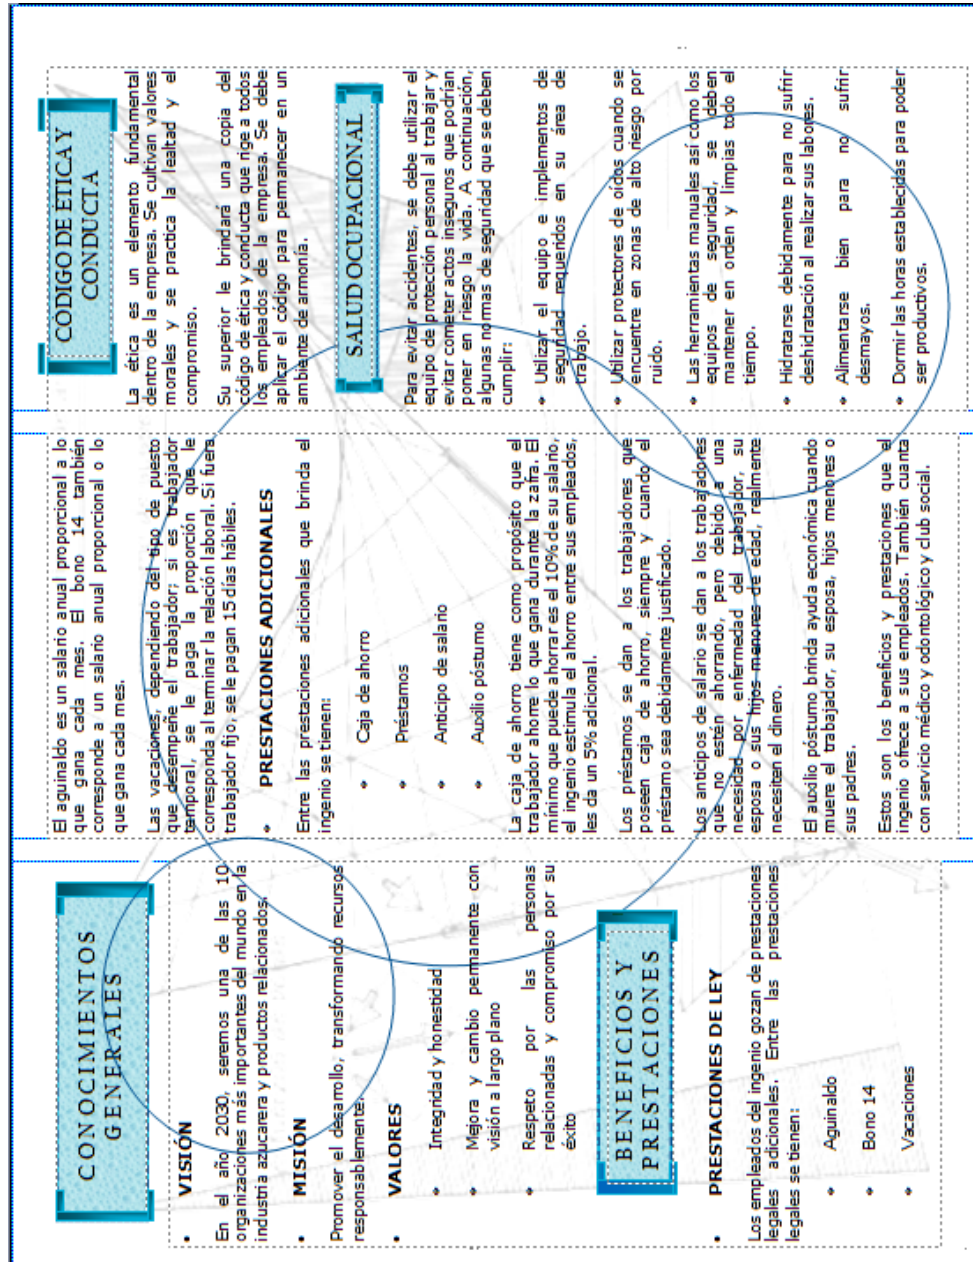 CONOCIMIENTOS
GENERALES
• VISIÓN
En el año 2030, seremos una de las 10
organizaciones más importantes del mundo en la
industria azucarera y productos relacionados.
• MISIÓN
Promover el desarrollo, transformando recursos
responsablemente
• VALORES
• Integridad y honestidad
• Mejora y cambio permanente con
visión a largo plano
• Respeto por las personas
relacionadas y compromiso por su
éxito
BENEFICIOS Y
PRESTACIONES
• PRESTACIONES DE LEY
Los empleados del ingenio gozan de prestaciones
legales y adicionales. Entre las prestaciones
legales se tienen:
• Aguinaldo
• Bono 14
• Vacaciones
El aguinaldo es un salario anual proporcional a lo
que gana cada mes. El bono 14 también
corresponde a un salario anual proporcional o lo
que gana cada mes.
Las vacaciones, dependiendo del tipo de puesto
que desempeñe el trabajador; si es trabajador
temporal, se le paga la proporción que le
corresponda al terminar la relación laboral. Si fuera
trabajador fijo, se le pagan 15 días hábiles.
• PRESTACIONES ADICIONALES
Entre las prestaciones adicionales que brinda el
ingenio se tienen:
• Caja de ahorro
• Préstamos
• Anticipo de salario
• Auxilio póstumo
La caja de ahorro tiene como propósito que el
trabajador ahorre lo que gana durante la zafra. El
mínimo que puede ahorrar es el 10% de su salario,
el ingenio estimula el ahorro entre sus empleados,
les da un 5% adicional.
Los préstamos se dan a los trabajadores que
poseen caja de ahorro, siempre y cuando el
préstamo sea debidamente justificado.
Los anticipos de salario se dan a los trabajadores
que no estén ahorrando, pero debido a una
necesidad por enfermedad del trabajador, su
esposa o sus hijos menores de edad, realmente
necesiten el dinero.
El auxilio póstumo brinda ayuda económica cuando
muere el trabajador, su esposa, hijos menores o
sus padres.
Estos son los beneficios y prestaciones que el
ingenio ofrece a sus empleados. También cuanta
con servicio médico y odontológico y club social.
CÓDIGO DE ÉTICA Y
CONDUCTA
La ética es un elemento fundamental
dentro de la empresa. Se cultivan valores
morales y se practica la lealtad y el
compromiso.
Su superior le brindará una copia del
código de ética y conducta que rige a todos
los empleados de la empresa. Se debe
aplicar el código para permanecer en un
ambiente de armonía.
SALUD OCUPACIONAL
Para evitar accidentes, se debe utilizar el
equipo de protección personal al trabajar y
evitar cometer actos inseguros que podrían
poner en riesgo la vida. A continuación,
algunas normas de seguridad que se deben
cumplir:
• Utilizar el equipo e implementos de
seguridad requeridos en su área de
trabajo.
• Utilizar protectores de oídos cuando se
encuentre en zonas de alto riesgo por
ruido.
• Las herramientas manuales así como los
equipos de seguridad, se deben
mantener en orden y limpias todo el
tiempo.
• Hidratarse debidamente para no sufrir
deshidratación al realizar sus labores.
• Alimentarse bien para no sufrir
desmayos.
• Dormir las horas establecidas para poder
ser productivos.